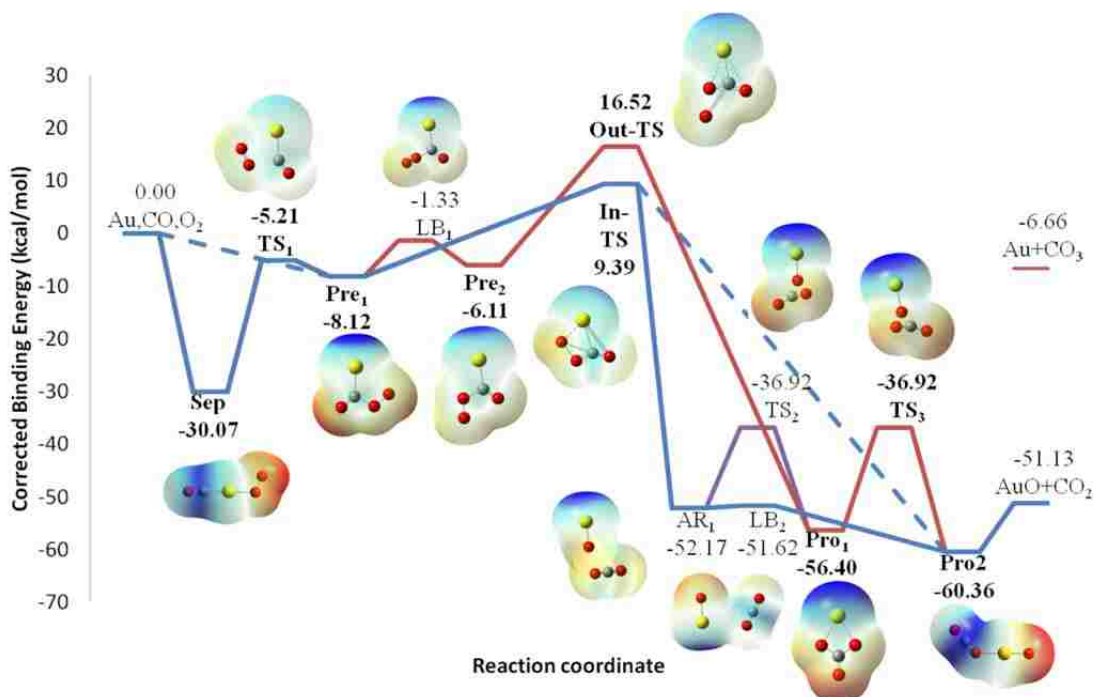 30
20
10
0
-10
-20
-30
-40
-50
-60
-70
Corrected Binding Energy (kcal/mol)
Reaction coordinate
0.00
Au,CO,O2
Sep
-30.07
-5.21
TS1
Pre1
-8.12
-1.33
LB1
Pre2
-6.11
16.52
Out-TS
In-
TS
9.39
AR1
-52.17
LB2
-51.62
-36.92
TS2
Pro1
-56.40
-36.92
TS3
Pro2
-60.36
-51.13
AuO+CO2
-6.66
Au+CO3